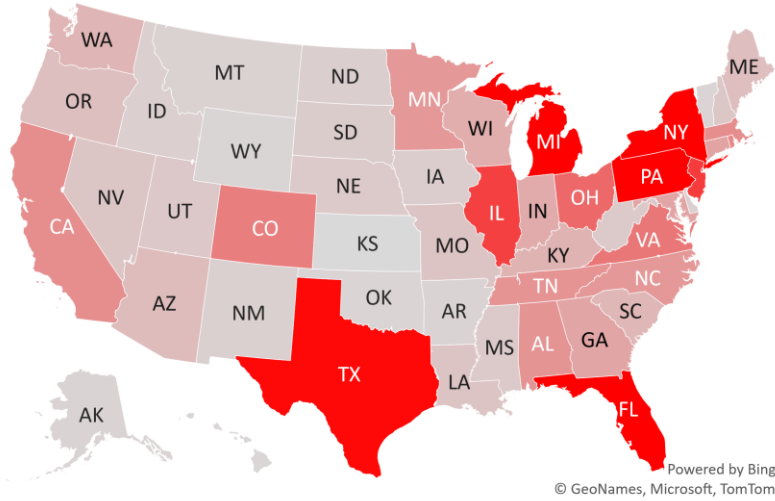 WA
MT
ND
ME
OR
ID
MN
SD
WI
WY
MI
NY
IA
PA
NE
NV
UT
IL
IN
OH
CA
CO
VA
KS
MO
KY
NC
TN
AZ
NM
OK
AR
SC
MS
AL
GA
TX
LA
AK
FL
Powered by Bing
© GeoNames, Microsoft, TomTom